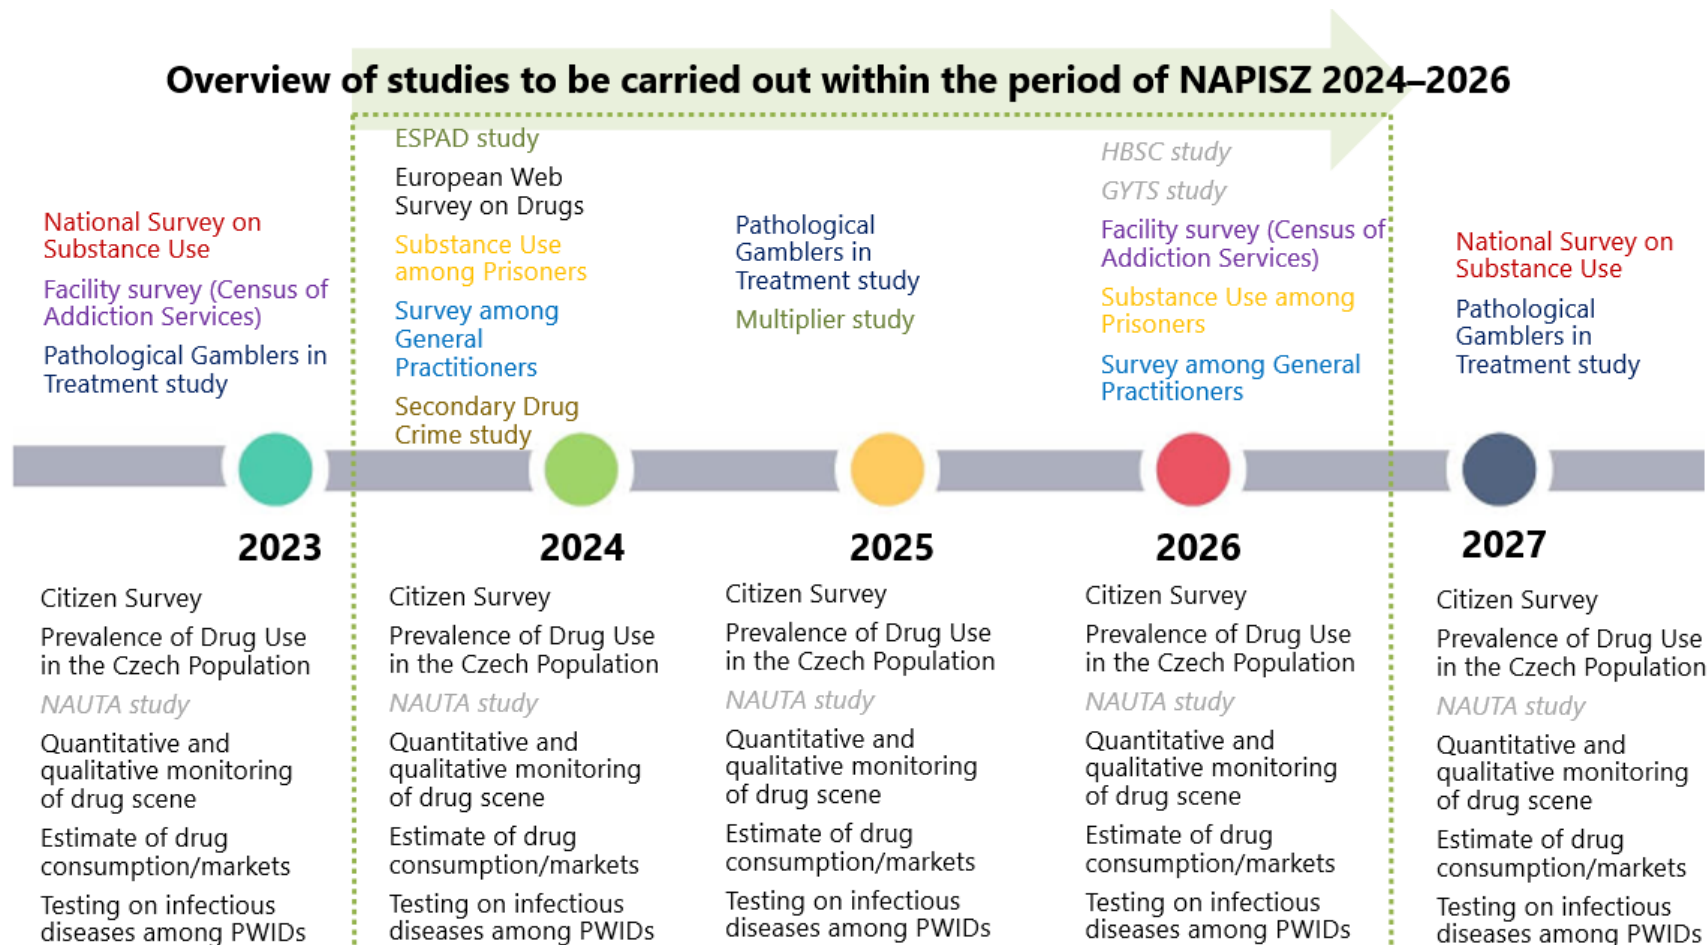 Overview of studies to be carried out within the period of NAPISZ 2024–2026
National Survey on
Substance Use
Facility survey (Census of
Addiction Services)
Pathological Gamblers in
Treatment study
ESPAD study
European Web
Survey on Drugs
Substance Use
among Prisoners
Survey among
General
Practitioners
Secondary Drug
Crime study
Pathological
Gamblers in
Treatment study
Multiplier study
HBSC study
GYTS study
Facility survey (Census of
Addiction Services)
Substance Use among
Prisoners
Survey among General
Practitioners
National Survey on
Substance Use
Pathological
Gamblers in
Treatment study
2023
2024
2025
2026
2027
Citizen Survey
Prevalence of Drug Use
in the Czech Population
NAUTA study
Quantitative and
qualitative monitoring
of drug scene
Estimate of drug
consumption/markets
Testing on infectious
diseases among PWIDs
Citizen Survey
Prevalence of Drug Use
in the Czech Population
NAUTA study
Quantitative and
qualitative monitoring
of drug scene
Estimate of drug
consumption/markets
Testing on infectious
diseases among PWIDs
Citizen Survey
Prevalence of Drug Use
in the Czech Population
NAUTA study
Quantitative and
qualitative monitoring
of drug scene
Estimate of drug
consumption/markets
Testing on infectious
diseases among PWIDs
Citizen Survey
Prevalence of Drug Use
in the Czech Population
NAUTA study
Quantitative and
qualitative monitoring
of drug scene
Estimate of drug
consumption/markets
Testing on infectious
diseases among PWIDs
Citizen Survey
Prevalence of Drug Use
in the Czech Population
NAUTA study
Quantitative and
qualitative monitoring
of drug scene
Estimate of drug
consumption/markets
Testing on infectious
diseases among PWIDs